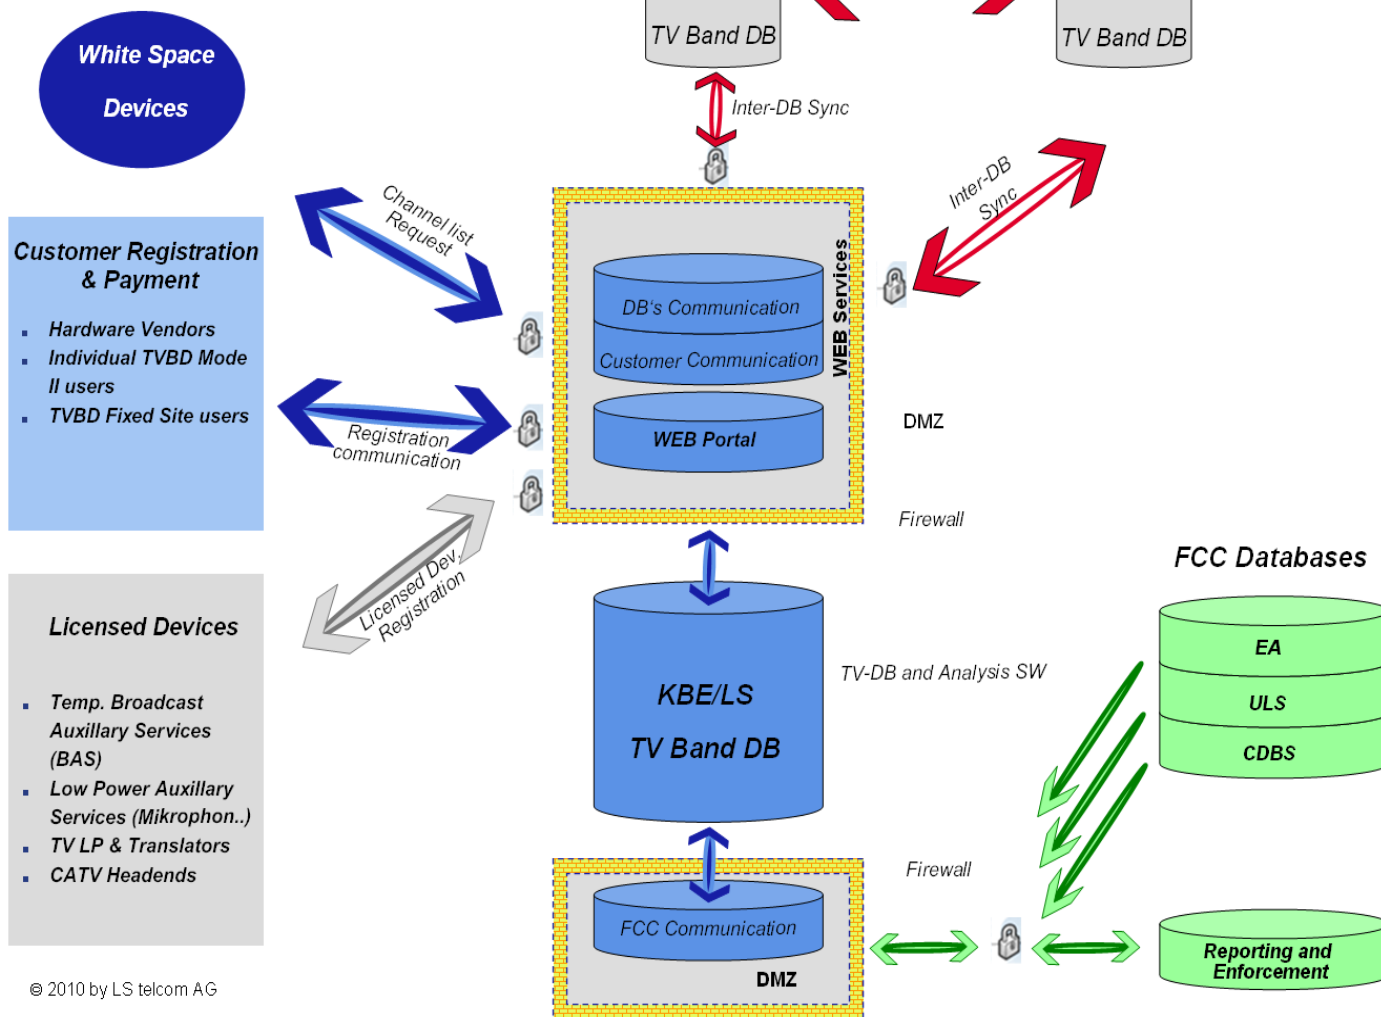 White Space
Devices
TV Band DB
TV Band DB
Inter-DB Sync
Inter-DB
Sync
Channel list
Request
Customer Registration
& Payment
Hardware Vendors
Individual TVBD Mode
II users
TVBD Fixed Site users
Registration
communication
DB's Communication
Customer Communication
WEB Portal
WEB Services
DMZ
Firewall
Licensed Dev,
Registration
Licensed Devices
Temp. Broadcast
Auxillary Services
(BAS)
Low Power Auxillary
Services (Mikrophon..)
TV LP & Translators
CATV Headends
KBE/LS
TV Band DB
TV-DB and Analysis SW
FCC Databases
EA
ULS
CDBS
Firewall
FCC Communication
DMZ
Reporting and
Enforcement
© 2010 by LS telcom AG